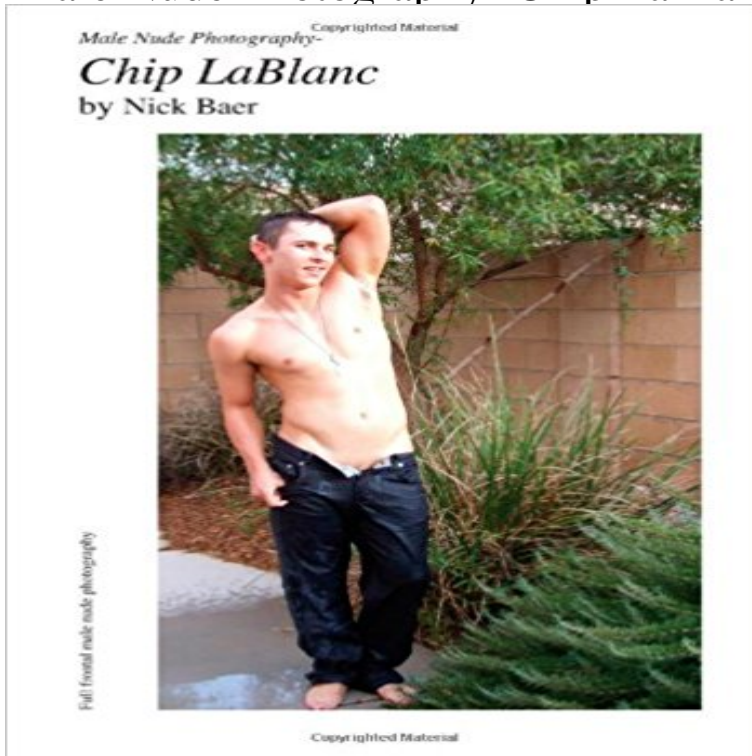 Copyrighted Material
Male Nude Photography-
Chip LaBlanc
by Nick Baer
Full frontal male nude photography
Copyrighted Material